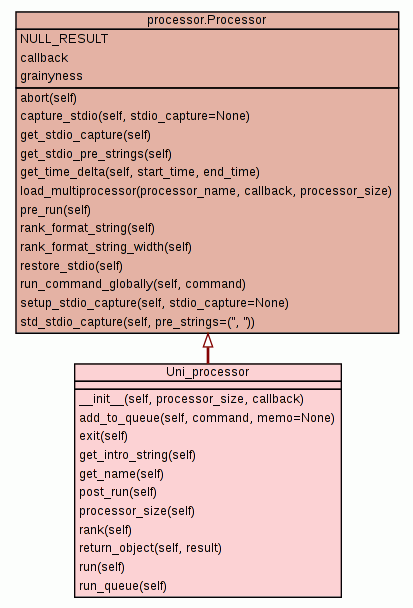 processor.Processor
NULL_RESULT
callback
grainyness
abort(self)
capture_stdio(self, stdio_capture=None)
get_stdio_capture(self)
get_stdio_pre_strings(self)
get_time_delta(self, start_time, end_time)
load_multiprocessor(processor_name, callback, processor_size)
pre_run(self)
rank_format_string(self)
rank_format_string_width(self)
restore_stdio(self)
run_command_globally(self, command)
setup_stdio_capture(self, stdio_capture=None)
std_stdio_capture(self, pre_strings=('', ''))
Uni_processor
__init__(self, processor_size, callback)
add_to_queue(self, command, memo=None)
exit(self)
get_intro_string(self)
get_name(self)
post_run(self)
processor_size(self)
rank(self)
return_object(self, result)
run(self)
run_queue(self)